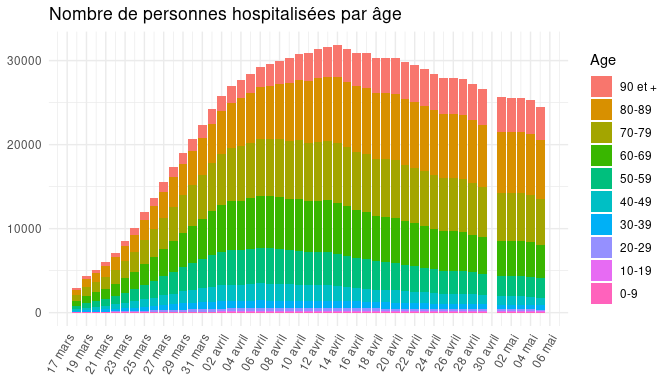 Nombre de personnes hospitalisées par âge
30000
20000
10000
0
17 mars
19 mars
21 mars
23 mars
25 mars
27 mars
29 mars
31 mars
02 avril
04 avril
06 avril
08 avril
10 avril
12 avril
14 avril
16 avril
18 avril
20 avril
22 avril
24 avril
26 avril
28 avril
30 avril
02 mai
04 mai
06 mai
Age
90 et +
80-89
70-79
60-69
50-59
40-49
30-39
20-29
10-19
0-9